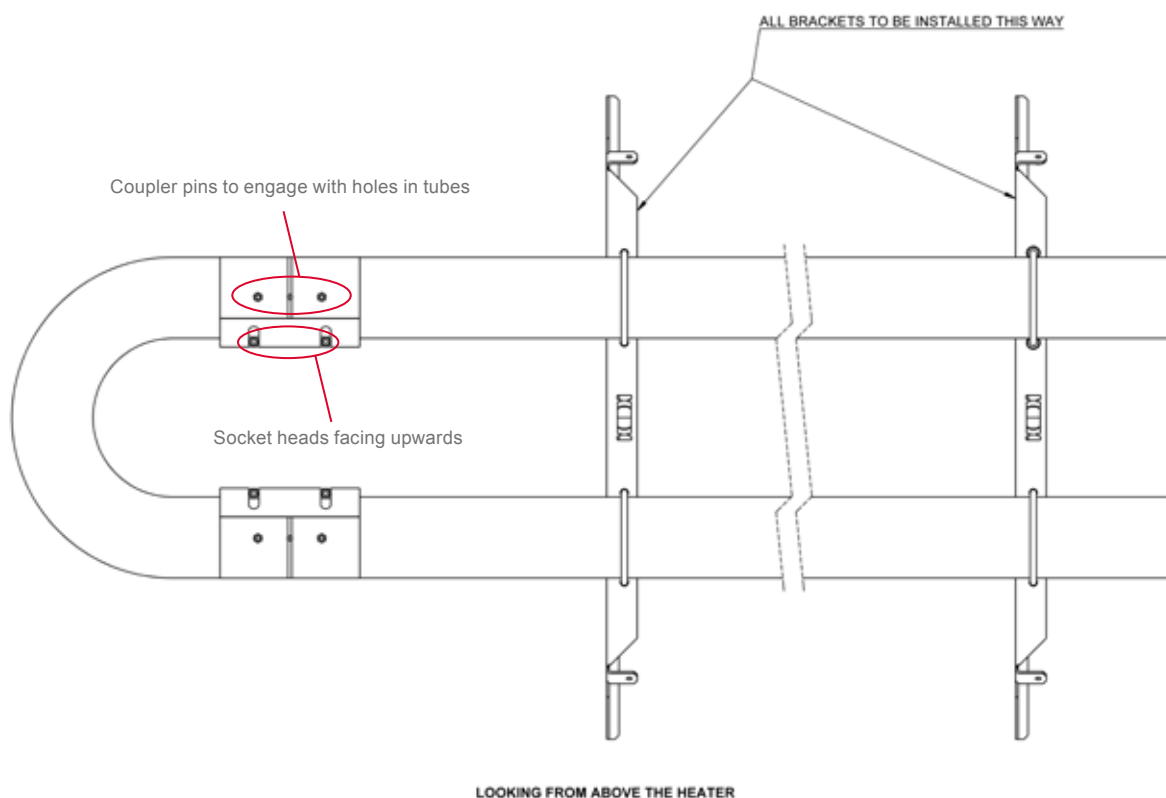 ALL BRACKETS TO BE INSTALLED THIS WAY
Coupler pins to engage with holes in tubes
Socket heads facing upwards
LOOKING FROM ABOVE THE HEATER